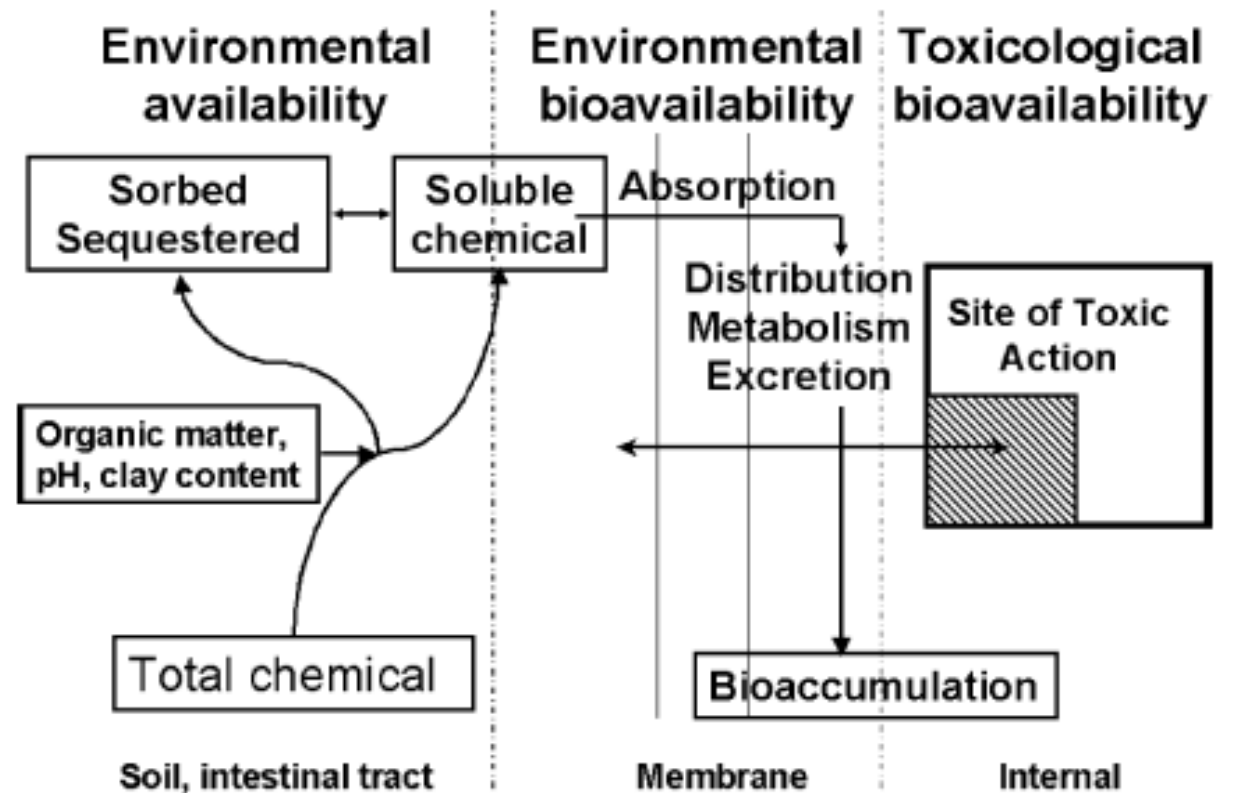 Environmental
availability
Environmental
bioavailability
Toxicological
bioavailability
Sorbed
Sequestered
Soluble
chemical
Absorption
Distribution
Metabolism
Excretion
Site of Toxic
Action
Organic matter,
pH, clay content
Total chemical
Bioaccumulation
Soil, intestinal tract
Membrane
Internal